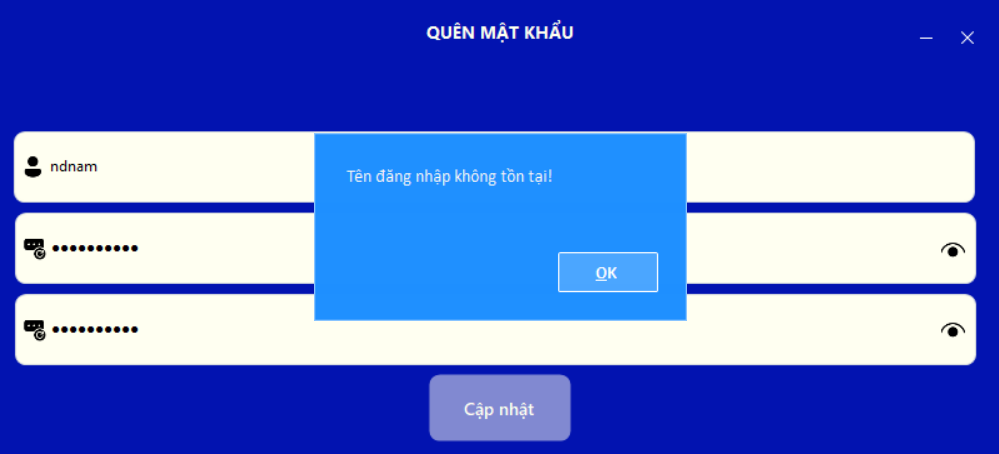 QUÊN MẬT KHẨU
ndnam
Tên đăng nhập không tồn tại!
••••••••••
OK
••••••••••
Cập nhật